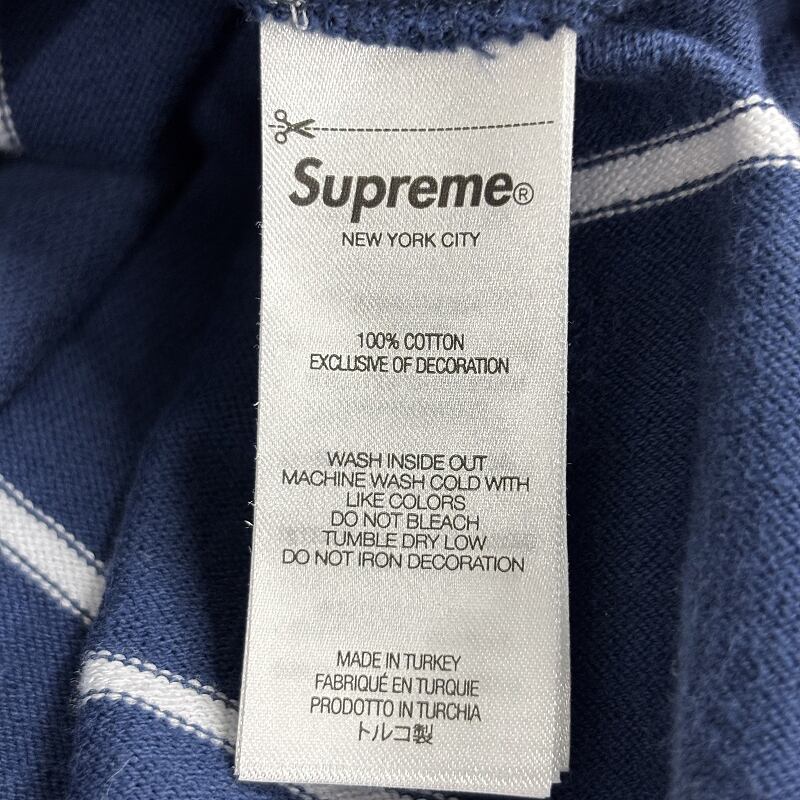 Supreme®
NEW YORK CITY
100% COTTON
EXCLUSIVE OF DECORATION
WASH INSIDE OUT
MACHINE WASH COLD WITH
LIKE COLORS
DO NOT BLEACH
TUMBLE DRY LOW
DO NOT IRON DECORATION
MADE IN TURKEY
FABRIQUÉ EN TURQUIE
PRODOTTO IN TURCHIA
トルコ製